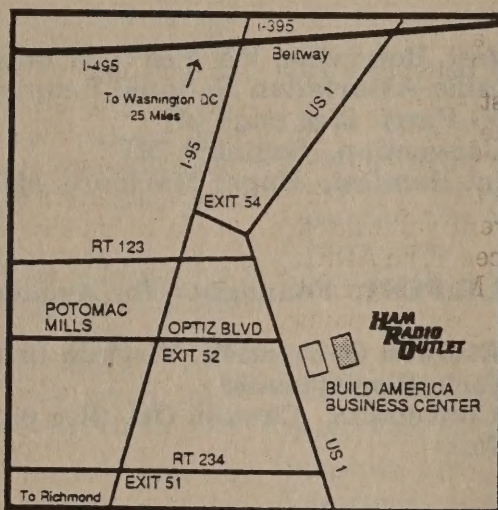 I-395
I-495
Beltway
To Washington DC
25 Miles
US 1
I-95
EXIT 54
RT 123
POTOMAC
MILLS
OPTIZ BLVD
HAM
RADIO
OUTLET
EXIT 52
BUILD AMERICA
BUSINESS CENTER
US 1
RT 234
EXIT 51
To Richmond